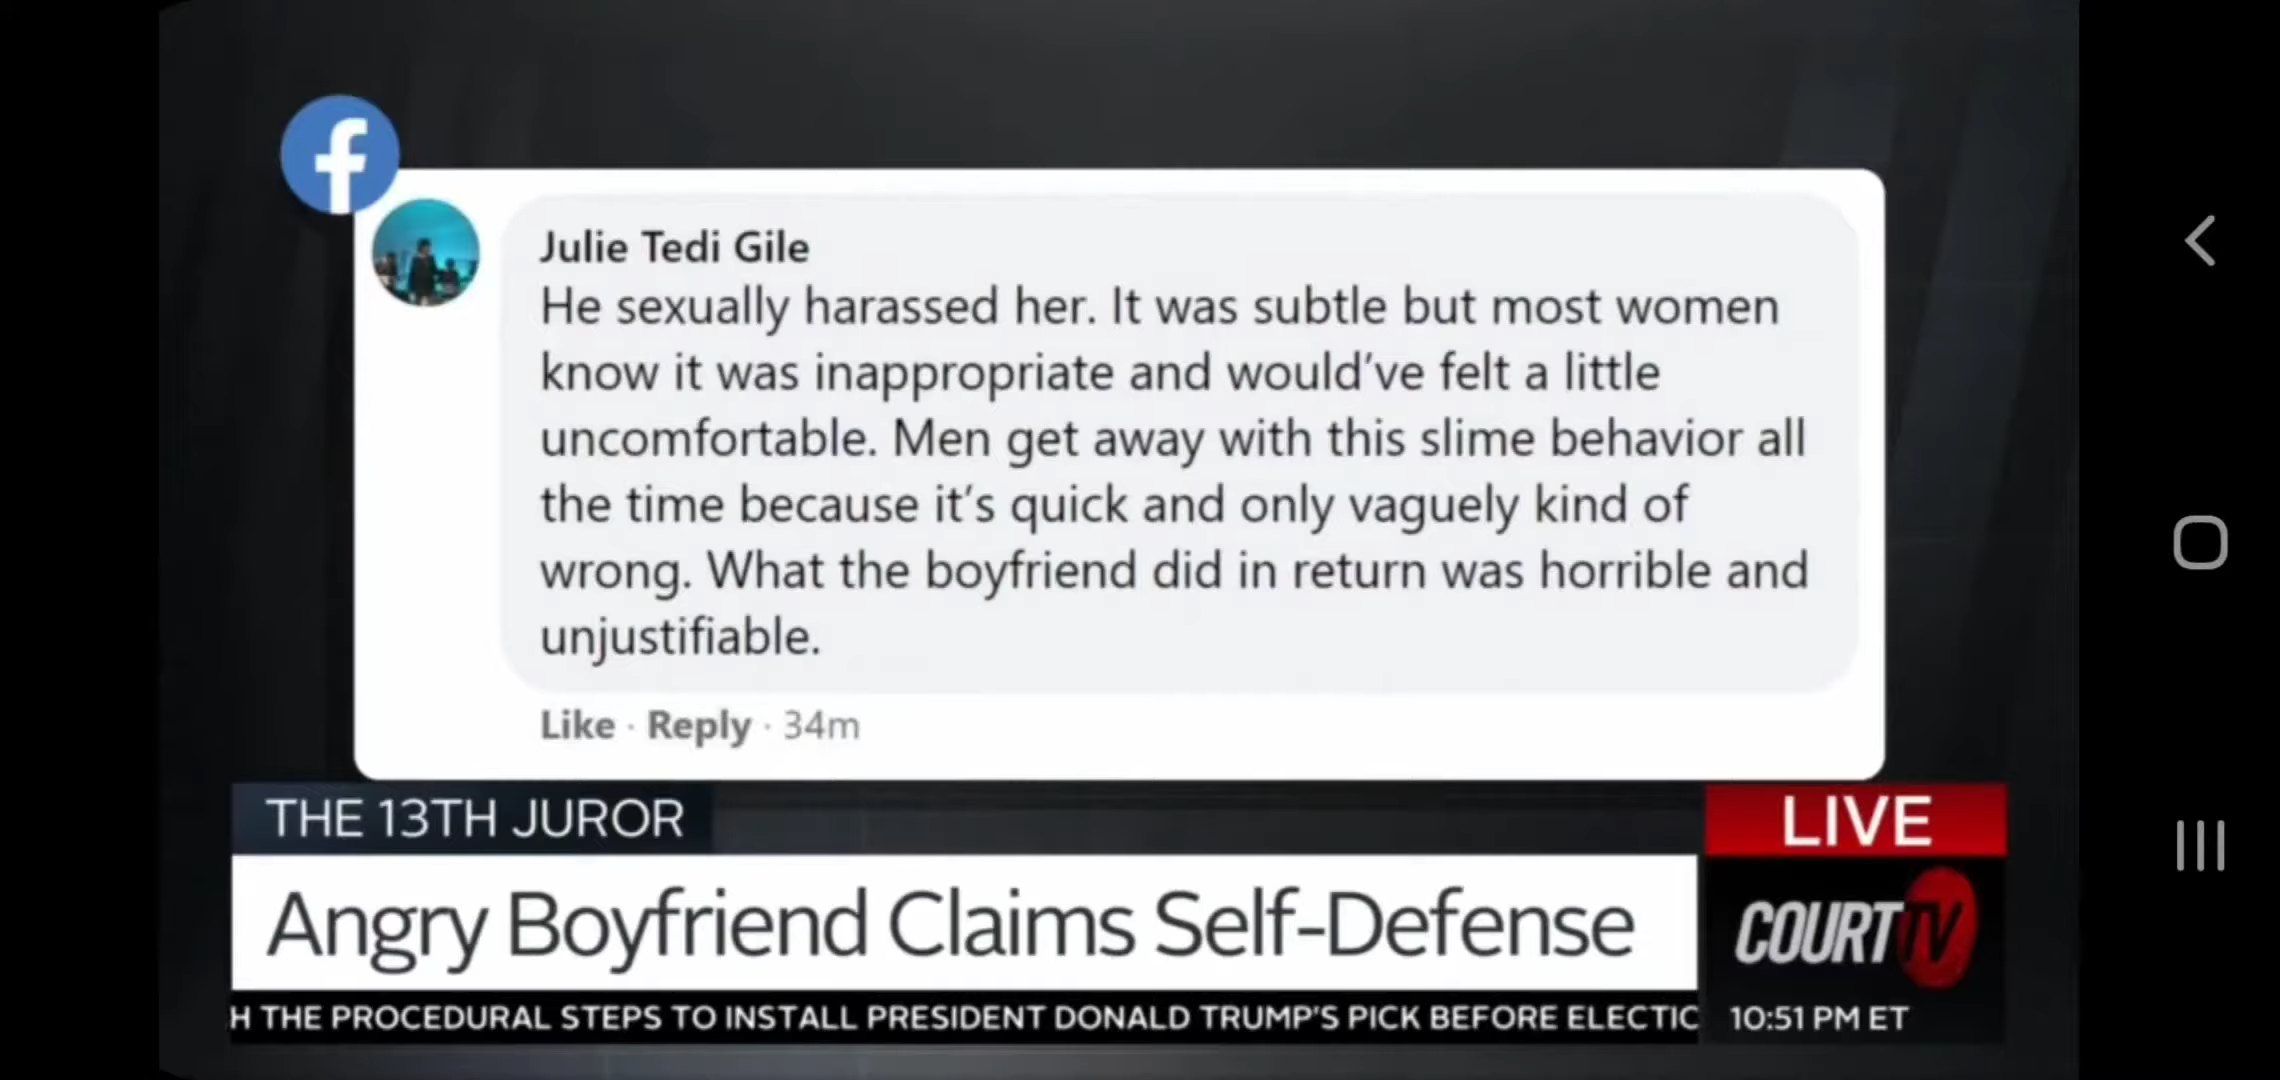 f
Julie Tedi Gile
He sexually harassed her. It was subtle but most women
know it was inappropriate and would've felt a little
uncomfortable. Men get away with this slime behavior all
the time because it's quick and only vaguely kind of
wrong. What the boyfriend did in return was horrible and
unjustifiable.
Like · Reply · 34m
THE 13TH JUROR
LIVE
Angry Boyfriend Claims Self-Defense
COURT TV
H THE PROCEDURAL STEPS TO INSTALL PRESIDENT DONALD TRUMP'S PICK BEFORE ELECTIC
10:51 PM ET